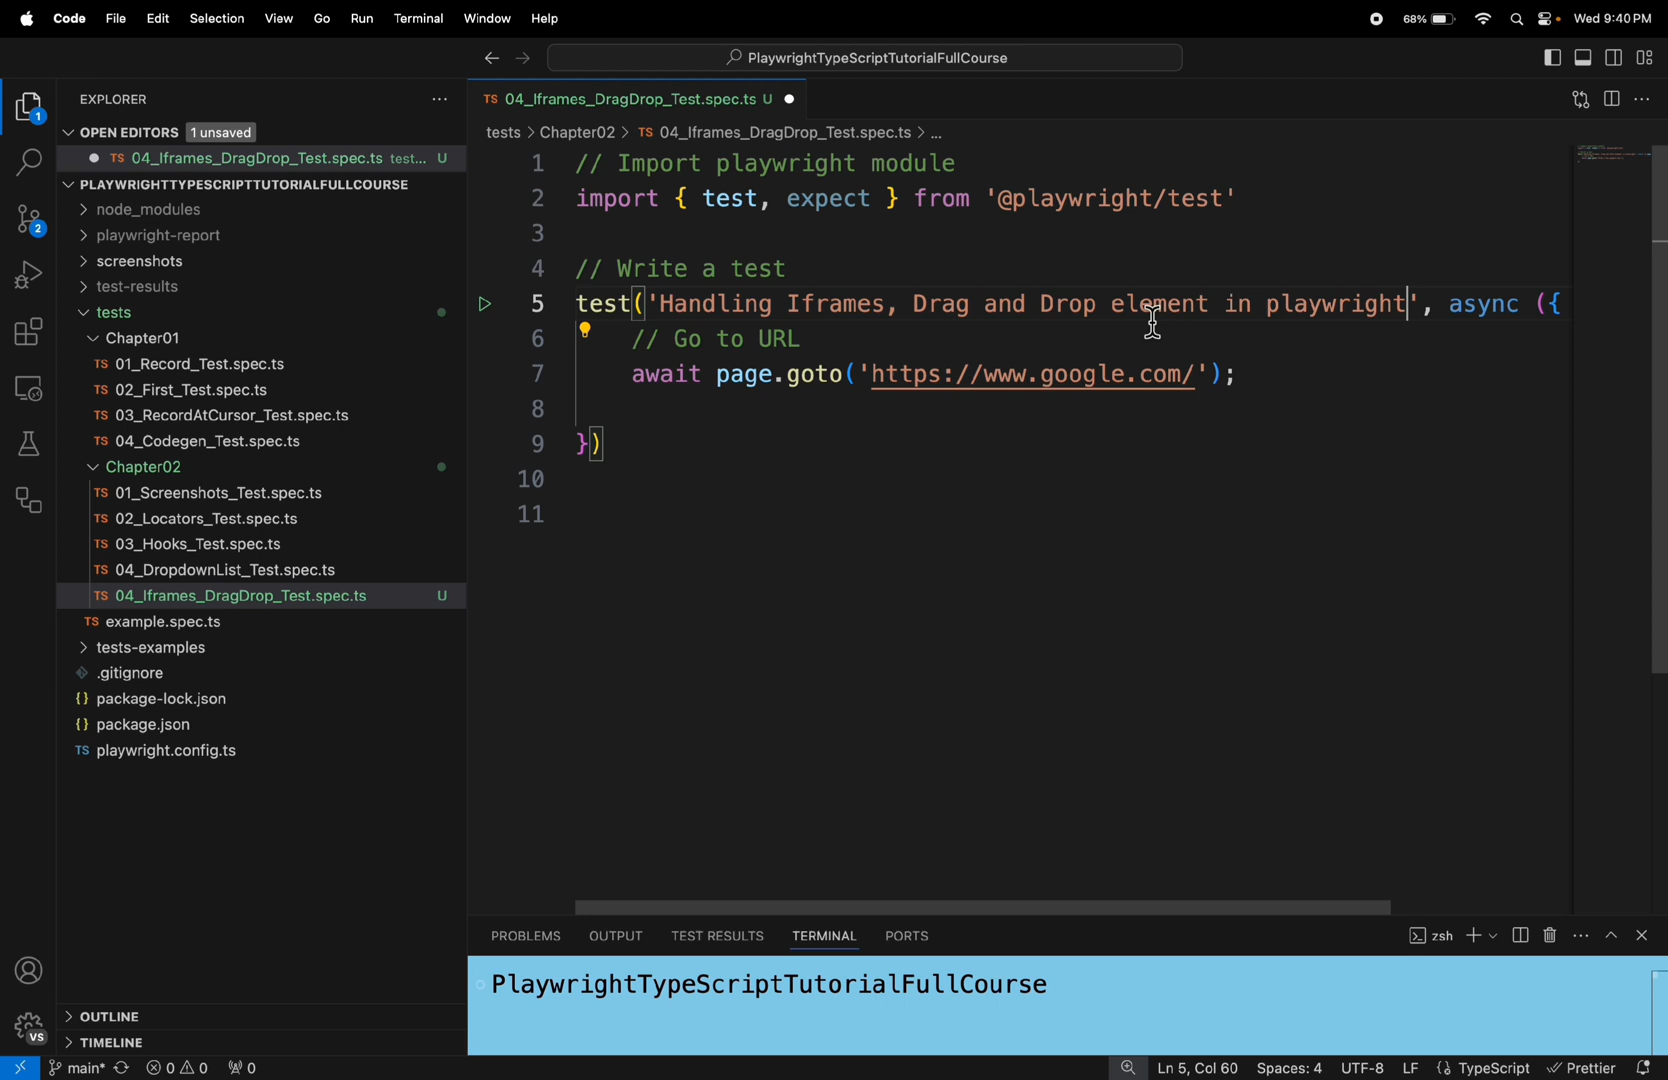 Code File Edit Selection View Go Run Terminal Window Help 68% Wed 9:40 PM
PlaywrightTypeScriptTutorialFullCourse
EXPLORER
OPEN EDITORS 1 unsaved
TS 04_Iframes_DragDrop_Test.spec.ts test... U
PLAYWRIGHTTYPESCRIPTTUTORIALFULLCOURSE
node_modules
playwright-report
screenshots
test-results
tests
Chapter01
TS 01_Record_Test.spec.ts
TS 02_First_Test.spec.ts
TS 03_RecordAtCursor_Test.spec.ts
TS 04_Codegen_Test.spec.ts
Chapter02
TS 01_Screenshots_Test.spec.ts
TS 02_Locators_Test.spec.ts
TS 03_Hooks_Test.spec.ts
TS 04_DropdownList_Test.spec.ts
TS 04_Iframes_DragDrop_Test.spec.ts U
TS example.spec.ts
tests-examples
.gitignore
{} package-lock.json
{} package.json
TS playwright.config.ts
OUTLINE
TIMELINE
1
2
VS
TS 04_Iframes_DragDrop_Test.spec.ts U
tests > Chapter02 > TS 04_Iframes_DragDrop_Test.spec.ts > ...
1 // Import playwright module
2 import { test, expect } from '@playwright/test'
3
4 // Write a test
5 test('Handling Iframes, Drag and Drop element in playwright', async ({
6 // Go to URL
7 await page.goto('https://www.google.com/');
8
9 })
10
11
PROBLEMS OUTPUT TEST RESULTS TERMINAL PORTS zsh
PlaywrightTypeScriptTutorialFullCourse
main* 0 0 0 Ln 5, Col 60 Spaces: 4 UTF-8 LF {} TypeScript Prettier